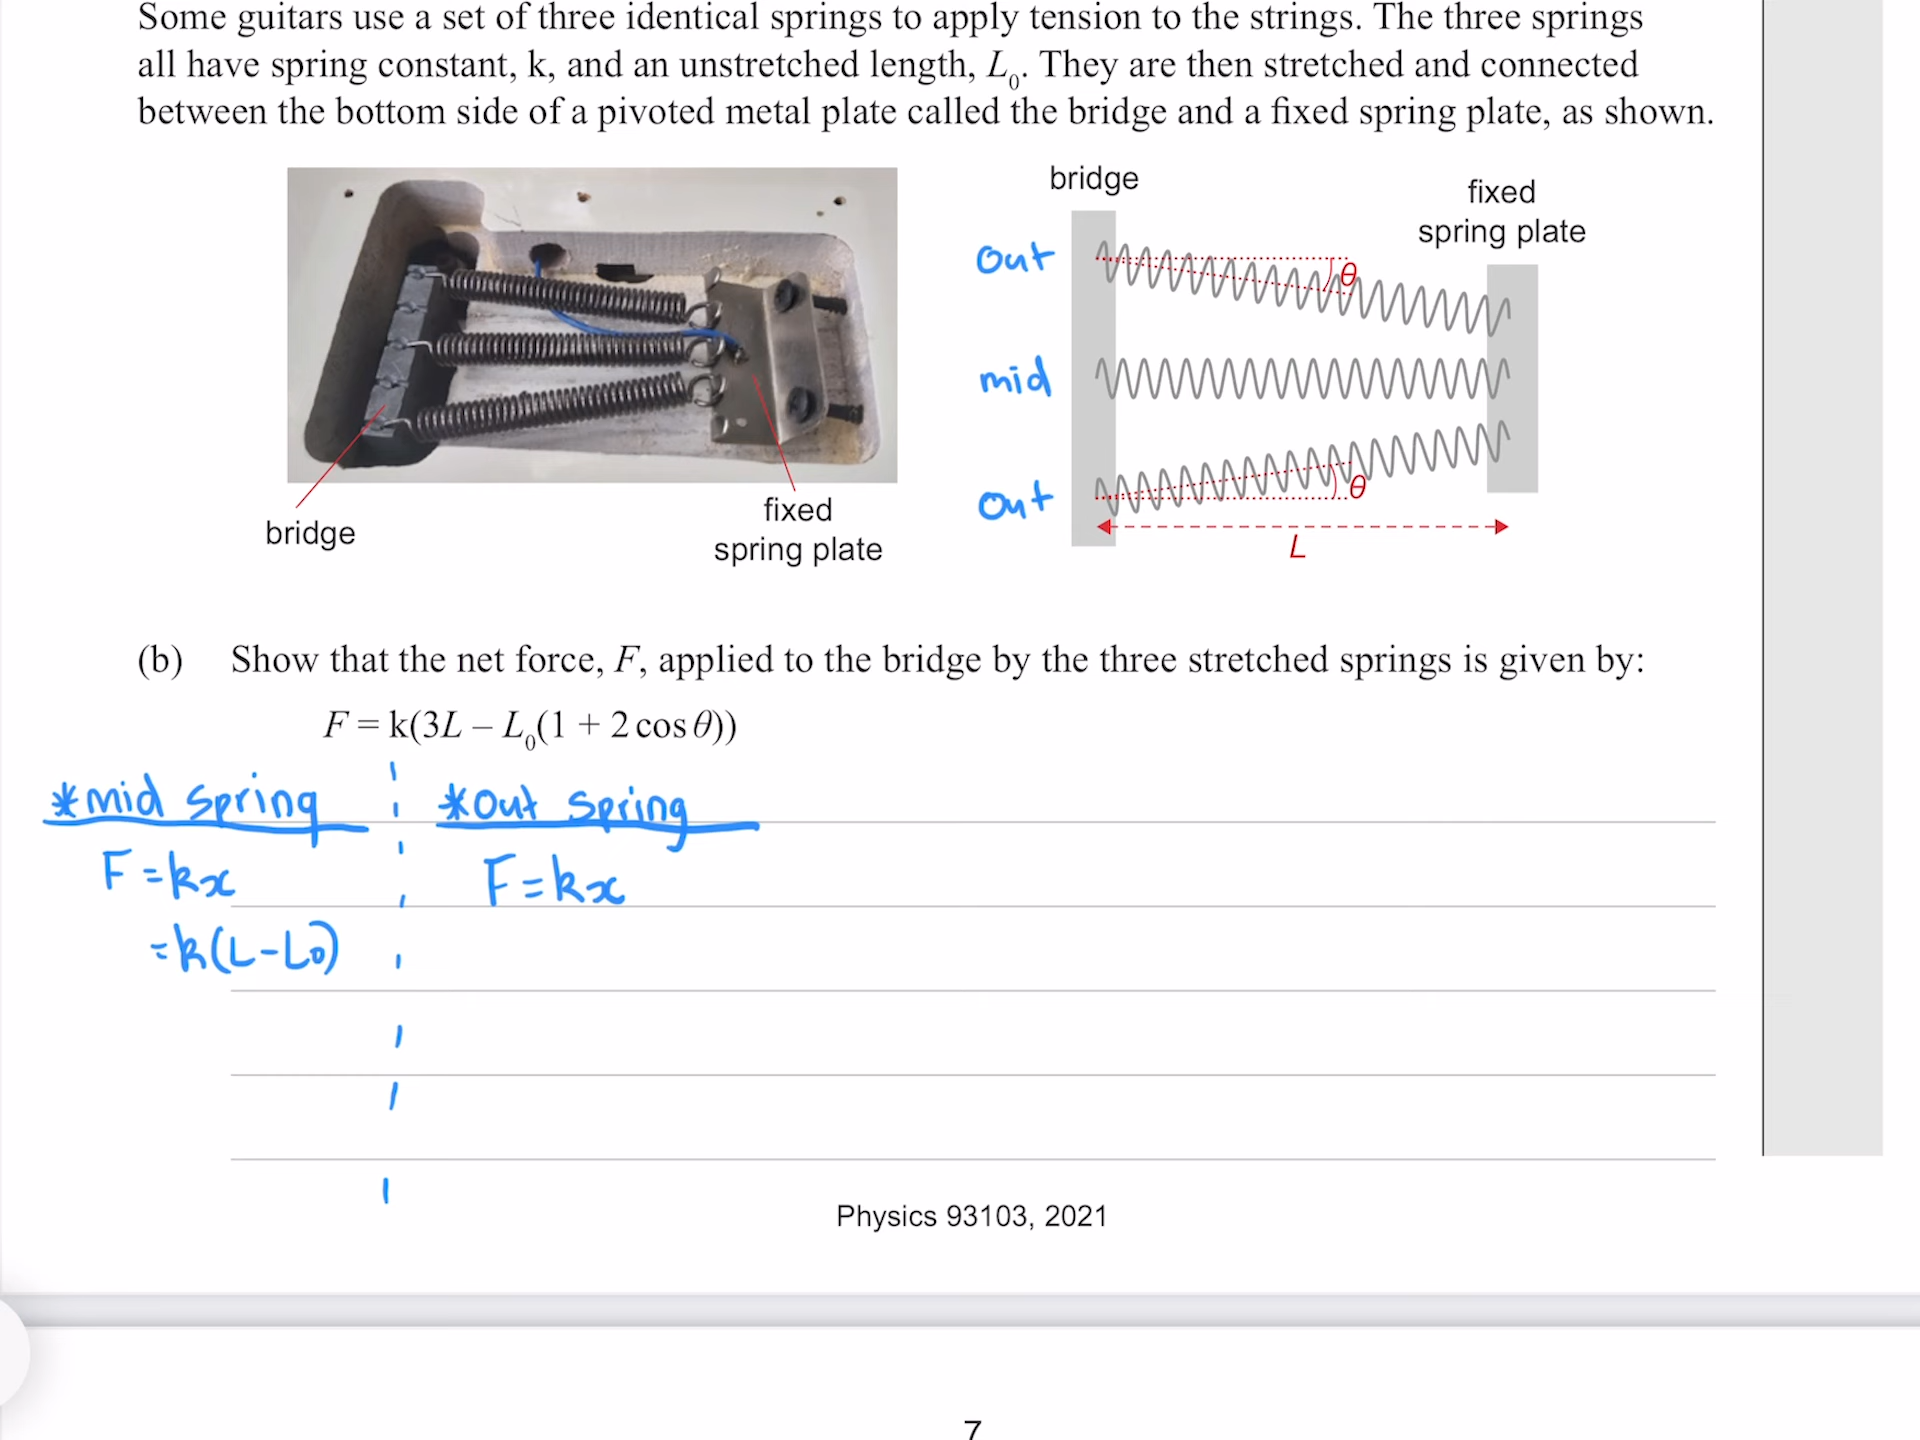 Some guitars use a set of three identical springs to apply tension to the strings. The three springs
all have spring constant, k, and an unstretched length, L₀. They are then stretched and connected
between the bottom side of a pivoted metal plate called the bridge and a fixed spring plate, as shown.
bridge
fixed
spring plate
bridge
fixed
spring plate
Out
mid
Out
θ
θ
L
(b) Show that the net force, F, applied to the bridge by the three stretched springs is given by:
F = k(3L – L₀(1 + 2 cos θ))
*mid spring
F = kx
= k(L-L₀)
*Out spring
F = kx
Physics 93103, 2021
7